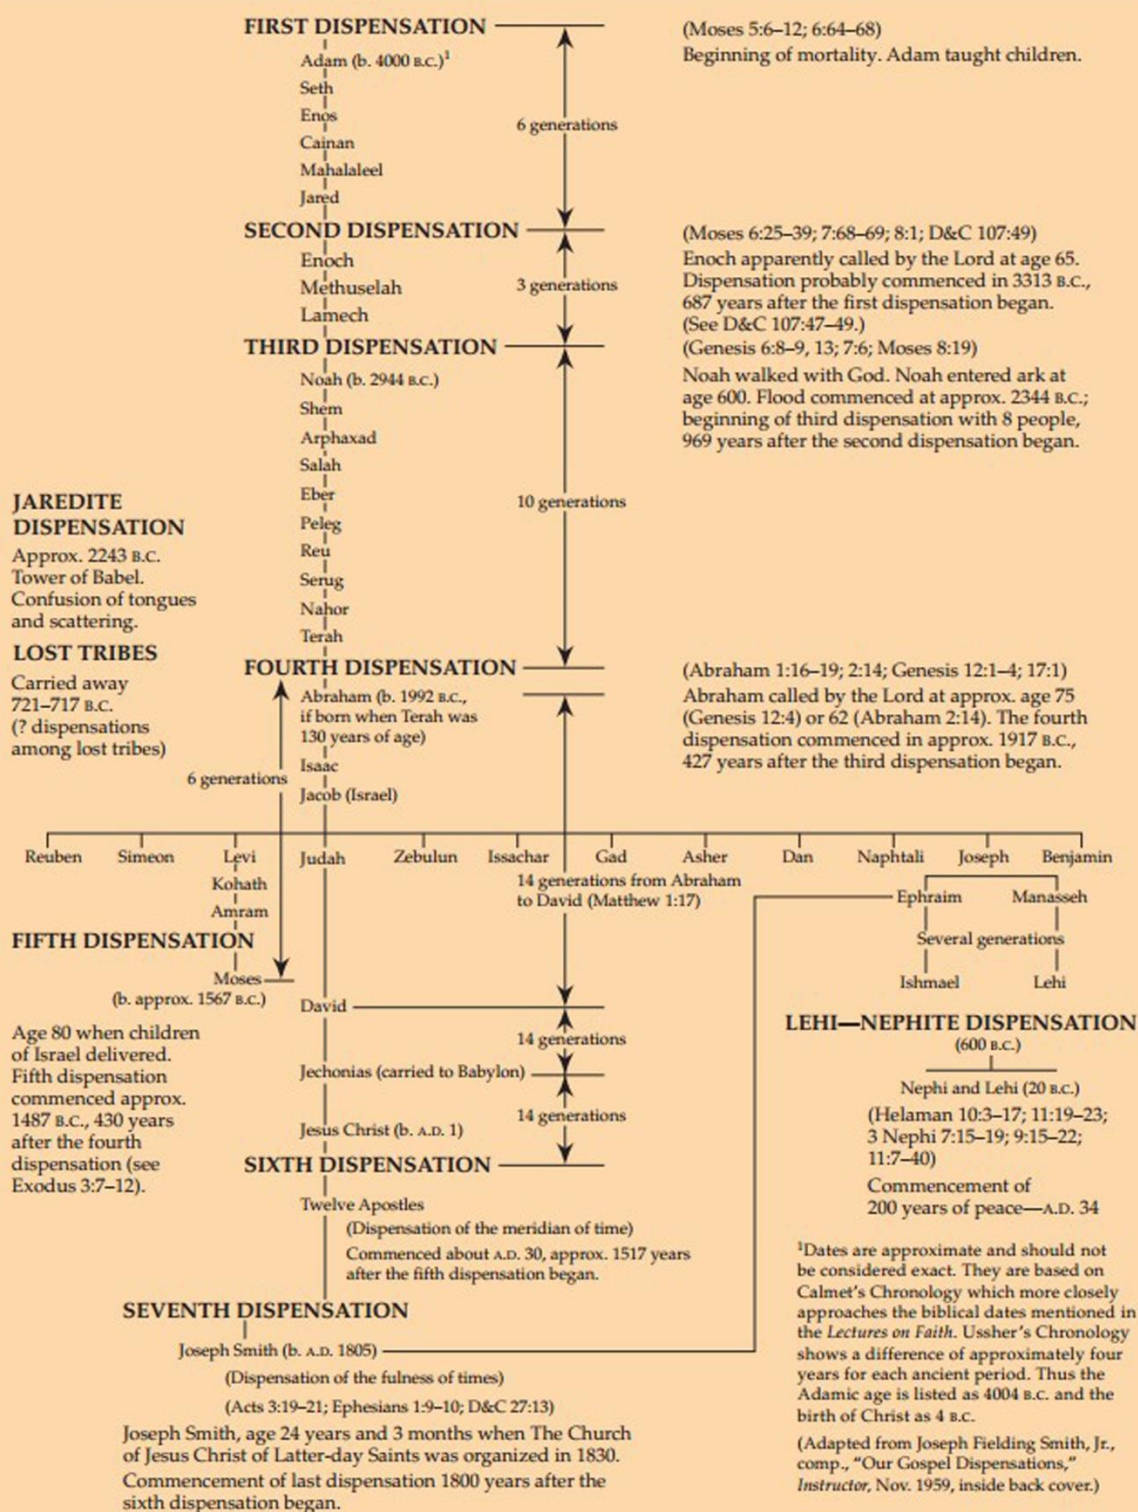 FIRST DISPENSATION
(Moses 5:6–12; 6:64–68)
Beginning of mortality. Adam taught children.
Adam (b. 4000 B.C.)¹
Seth
Enos
6 generations
Cainan
Mahalaleel
Jared
SECOND DISPENSATION
(Moses 6:25–39; 7:68–69; 8:1; D&C 107:49)
Enoch apparently called by the Lord at age 65.
Dispensation probably commenced in 3313 B.C.,
687 years after the first dispensation began.
(See D&C 107:47–49.)
Enoch
Methuselah
3 generations
Lamech
THIRD DISPENSATION
(Genesis 6:8–9, 13; 7:6; Moses 8:19)
Noah walked with God. Noah entered ark at
age 600. Flood commenced at approx. 2344 B.C.;
beginning of third dispensation with 8 people,
969 years after the second dispensation began.
Noah (b. 2944 B.C.)
Shem
Arphaxad
Salah
Eber
10 generations
Peleg
Reu
Serug
Nahor
Terah
JAREDITE
DISPENSATION
Approx. 2243 B.C.
Tower of Babel.
Confusion of tongues
and scattering.
LOST TRIBES
Carried away
721–717 B.C.
(? dispensations
among lost tribes)
FOURTH DISPENSATION
(Abraham 1:16–19; 2:14; Genesis 12:1–4; 17:1)
Abraham called by the Lord at approx. age 75
(Genesis 12:4) or 62 (Abraham 2:14). The fourth
dispensation commenced in approx. 1917 B.C.,
427 years after the third dispensation began.
Abraham (b. 1992 B.C.,
if born when Terah was
130 years of age)
Isaac
6 generations
Jacob (Israel)
Reuben Simeon Levi Judah Zebulun Issachar Gad Asher Dan Naphtali Joseph Benjamin
Kohath
Amram
14 generations from Abraham
to David (Matthew 1:17)
Ephraim Manasseh
Several generations
Ishmael Lehi
FIFTH DISPENSATION
Moses
(b. approx. 1567 B.C.)
Age 80 when children
of Israel delivered.
Fifth dispensation
commenced approx.
1487 B.C., 430 years
after the fourth
dispensation (see
Exodus 3:7–12).
David
14 generations
Jechonias (carried to Babylon)
14 generations
Jesus Christ (b. A.D. 1)
LEHI—NEPHITE DISPENSATION
(600 B.C.)
Nephi and Lehi (20 B.C.)
(Helaman 10:3–17; 11:19–23;
3 Nephi 7:15–19; 9:15–22;
11:7–40)
Commencement of
200 years of peace—A.D. 34
SIXTH DISPENSATION
Twelve Apostles
(Dispensation of the meridian of time)
Commenced about A.D. 30, approx. 1517 years
after the fifth dispensation began.
SEVENTH DISPENSATION
Joseph Smith (b. A.D. 1805)
(Dispensation of the fulness of times)
(Acts 3:19–21; Ephesians 1:9–10; D&C 27:13)
Joseph Smith, age 24 years and 3 months when The Church
of Jesus Christ of Latter-day Saints was organized in 1830.
Commencement of last dispensation 1800 years after the
sixth dispensation began.
¹Dates are approximate and should not
be considered exact. They are based on
Calmet's Chronology which more closely
approaches the biblical dates mentioned in
the Lectures on Faith. Ussher's Chronology
shows a difference of approximately four
years for each ancient period. Thus the
Adamic age is listed as 4004 B.C. and the
birth of Christ as 4 B.C.
(Adapted from Joseph Fielding Smith, Jr.,
comp., "Our Gospel Dispensations,"
Instructor, Nov. 1959, inside back cover.)